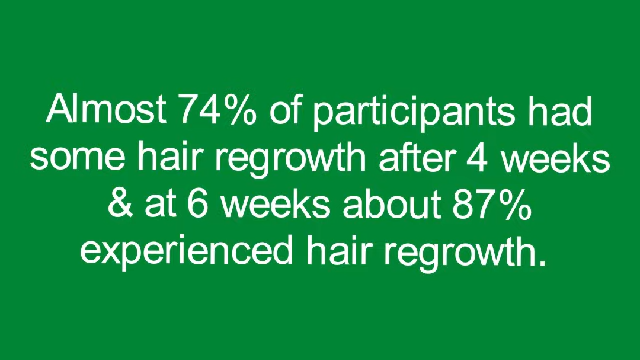 Almost 74% of participants had
some hair regrowth after 4 weeks
& at 6 weeks about 87%
experienced hair regrowth.